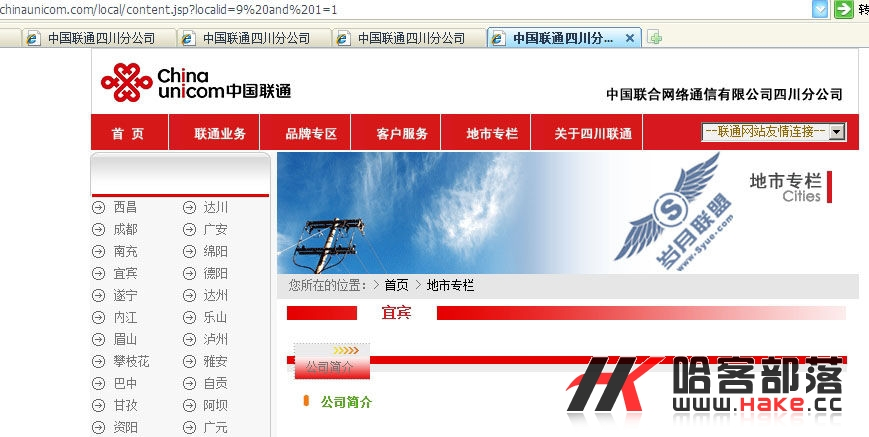 chinaunicom.com/local/content.jsp?localid=9%20and%201=1
转
中国联通四川分公司
中国联通四川分公司
中国联通四川分公司
中国联通四川分...
China
unicom中国联通
中国联合网络通信有限公司四川分公司
首 页
联通业务
品牌专区
客户服务
地市专栏
关于四川联通
--联通网站友情连接--
西昌 达川
成都 广安
南充 绵阳
宜宾 德阳
遂宁 达州
内江 乐山
眉山 泸州
攀枝花 雅安
巴中 自贡
甘孜 阿坝
资阳 广元
S
岁月联盟
www.5yue.com
地市专栏
Cities
您所在的位置: > 首页 > 地市专栏
宜宾
公司简介
公司简介
哈客部落
www.HAKE.cc